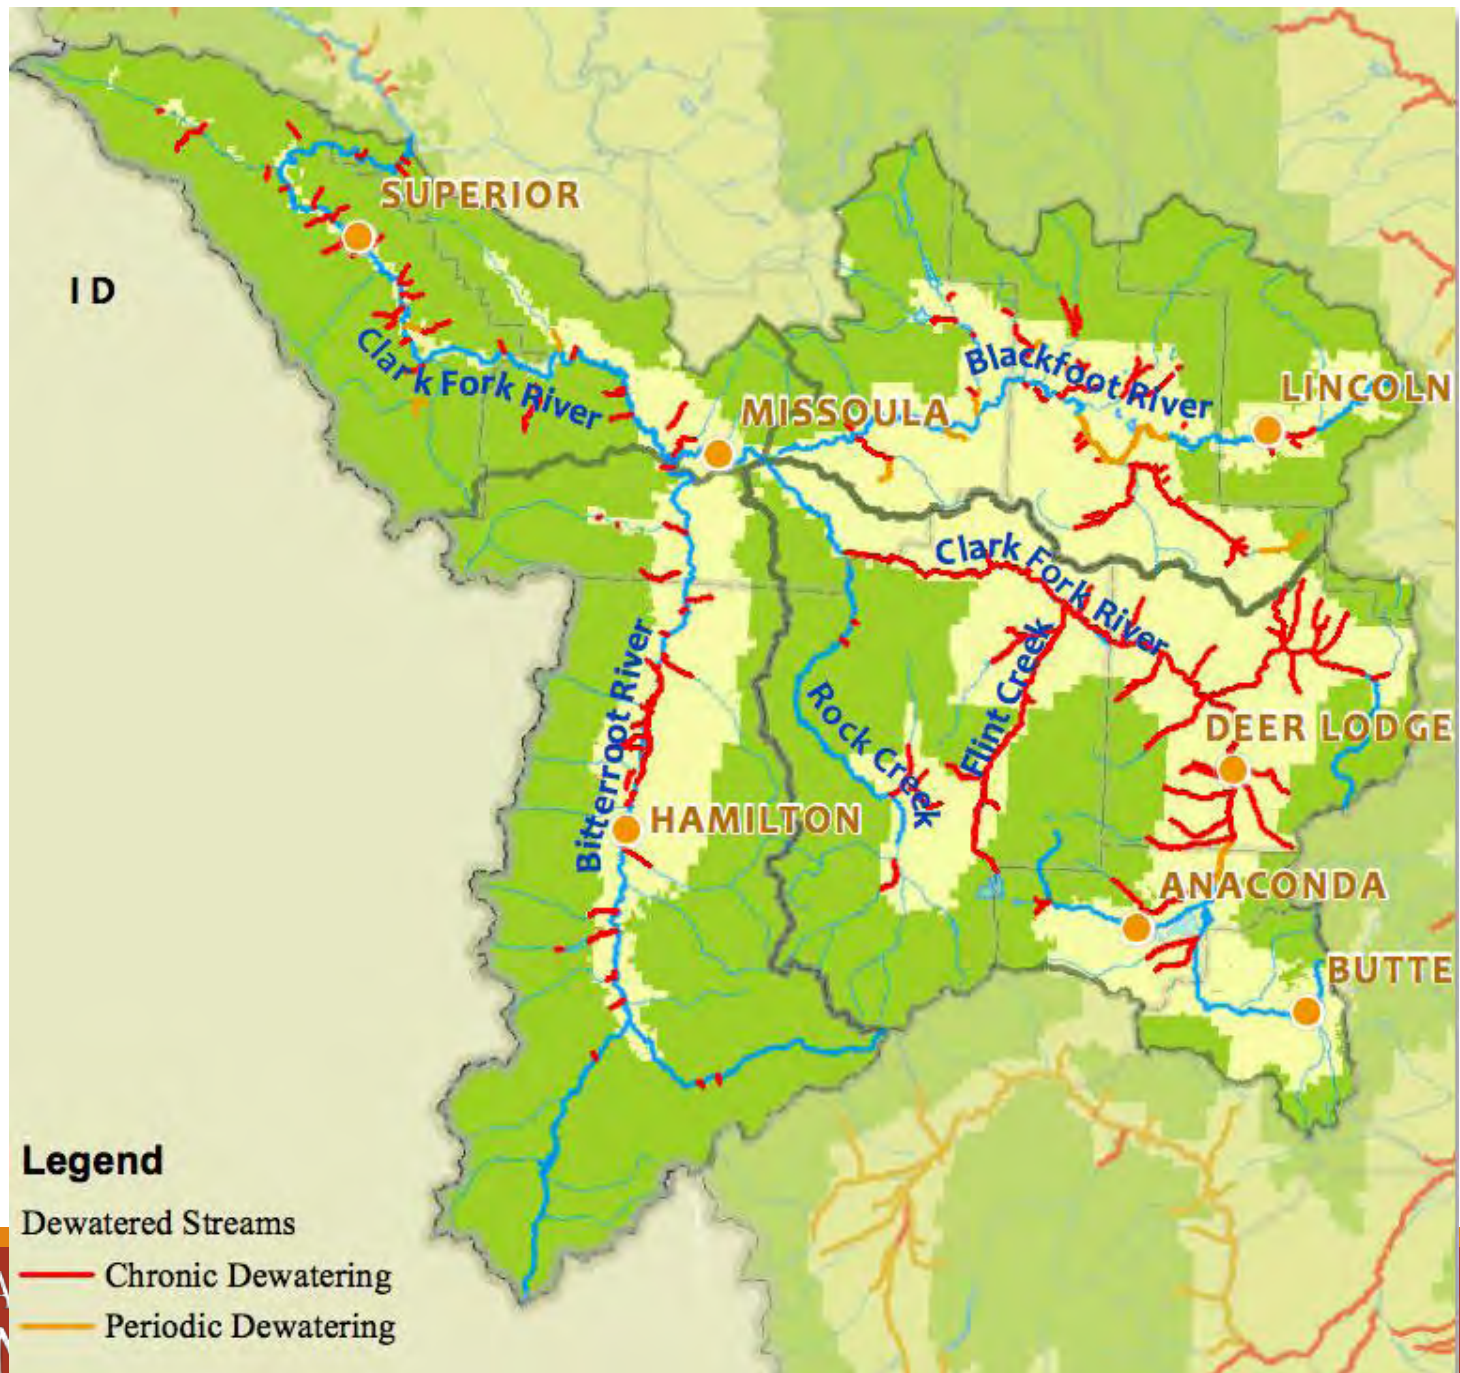 SUPERIOR
I D
Clark Fork River
MISSOULA
Blackfoot River
LINCOLN
Clark Fork River
Bitterroot River
Flint Creek
Rock Creek
DEER LODGE
HAMILTON
ANACONDA
BUTTE
Legend
Dewatered Streams
Chronic Dewatering
Periodic Dewatering